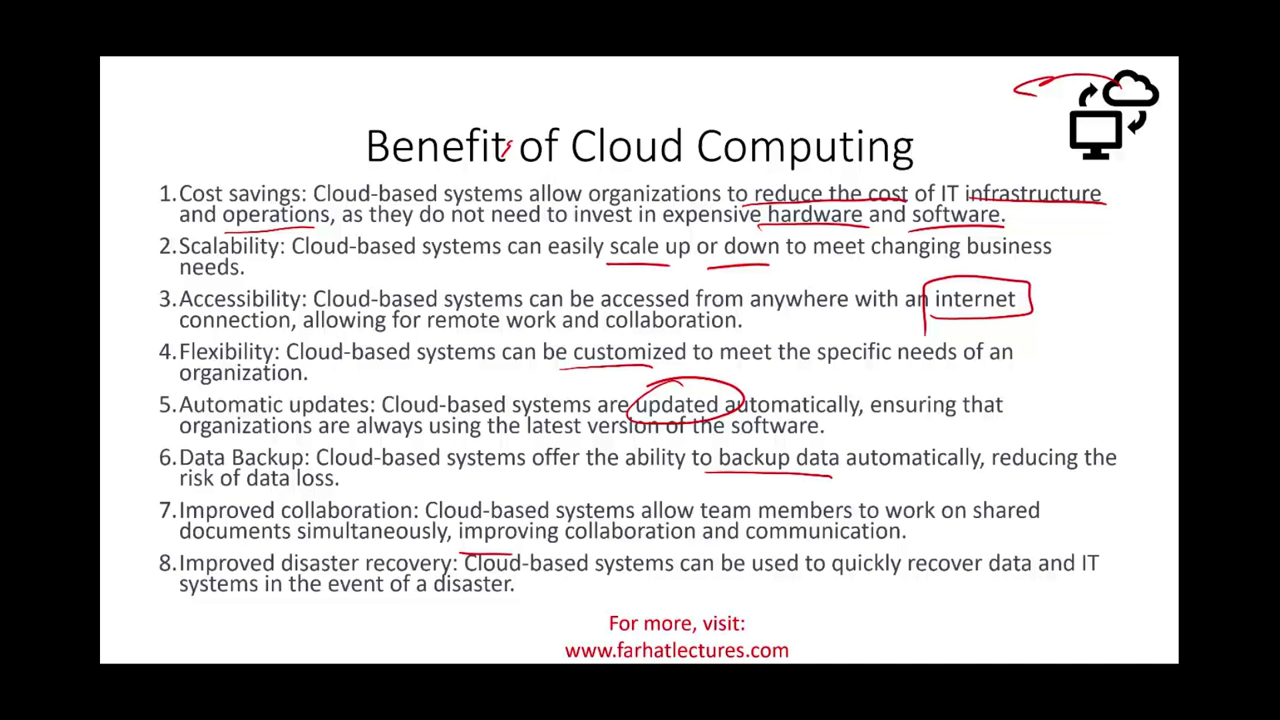 Benefit of Cloud Computing
1. Cost savings: Cloud-based systems allow organizations to reduce the cost of IT infrastructure
and operations, as they do not need to invest in expensive hardware and software.
2. Scalability: Cloud-based systems can easily scale up or down to meet changing business
needs.
3. Accessibility: Cloud-based systems can be accessed from anywhere with an internet
connection, allowing for remote work and collaboration.
4. Flexibility: Cloud-based systems can be customized to meet the specific needs of an
organization.
5. Automatic updates: Cloud-based systems are updated automatically, ensuring that
organizations are always using the latest version of the software.
6. Data Backup: Cloud-based systems offer the ability to backup data automatically, reducing the
risk of data loss.
7. Improved collaboration: Cloud-based systems allow team members to work on shared
documents simultaneously, improving collaboration and communication.
8. Improved disaster recovery: Cloud-based systems can be used to quickly recover data and IT
systems in the event of a disaster.
For more, visit:
www.farhatlectures.com